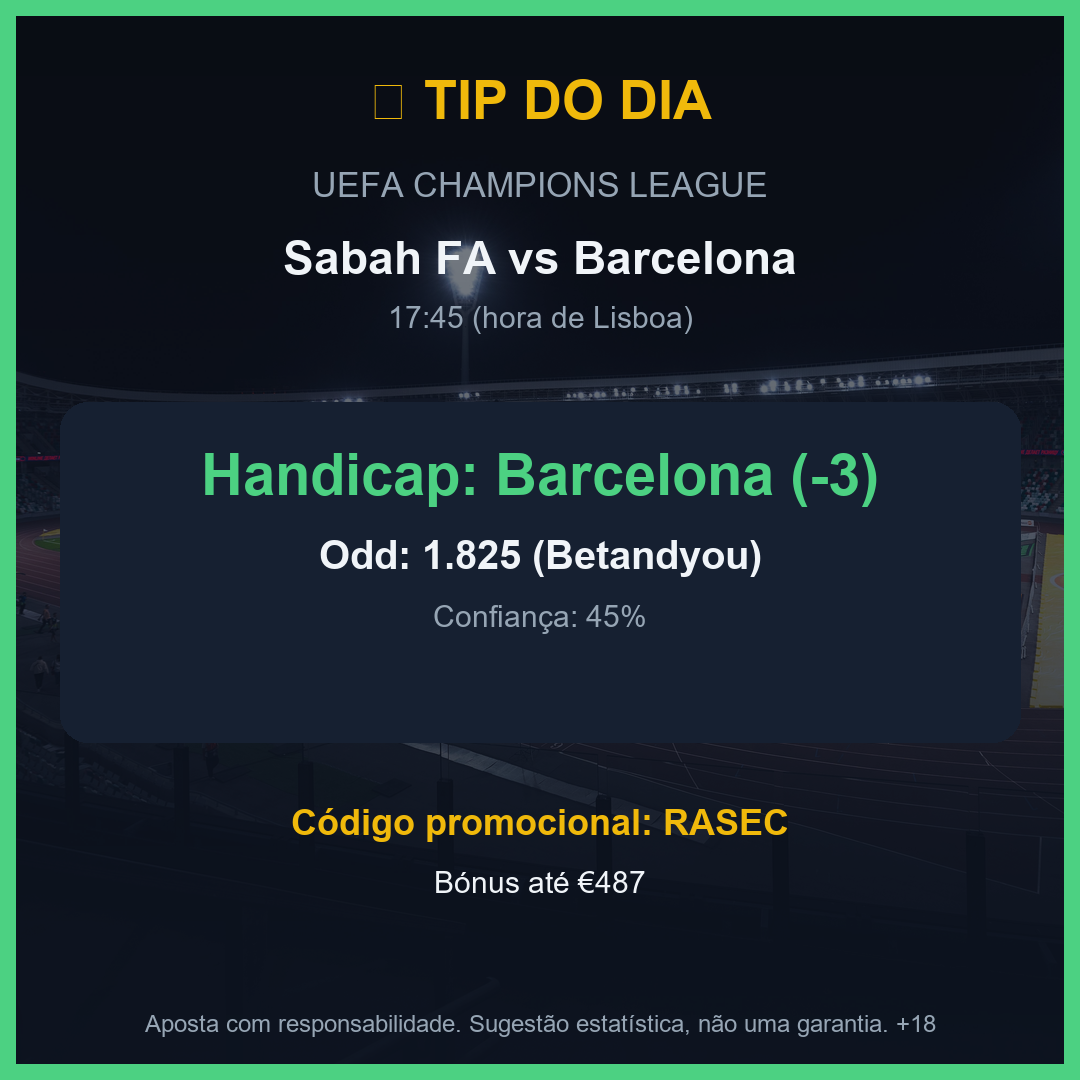 TIP DO DIA
UEFA CHAMPIONS LEAGUE
Sabah FA vs Barcelona
17:45 (hora de Lisboa)
Handicap: Barcelona (-3)
Odd: 1.825 (Betandyou)
Confiança: 45%
Código promocional: RASEC
Bónus até €487
Aposta com responsabilidade. Sugestão estatística, não uma garantia. +18